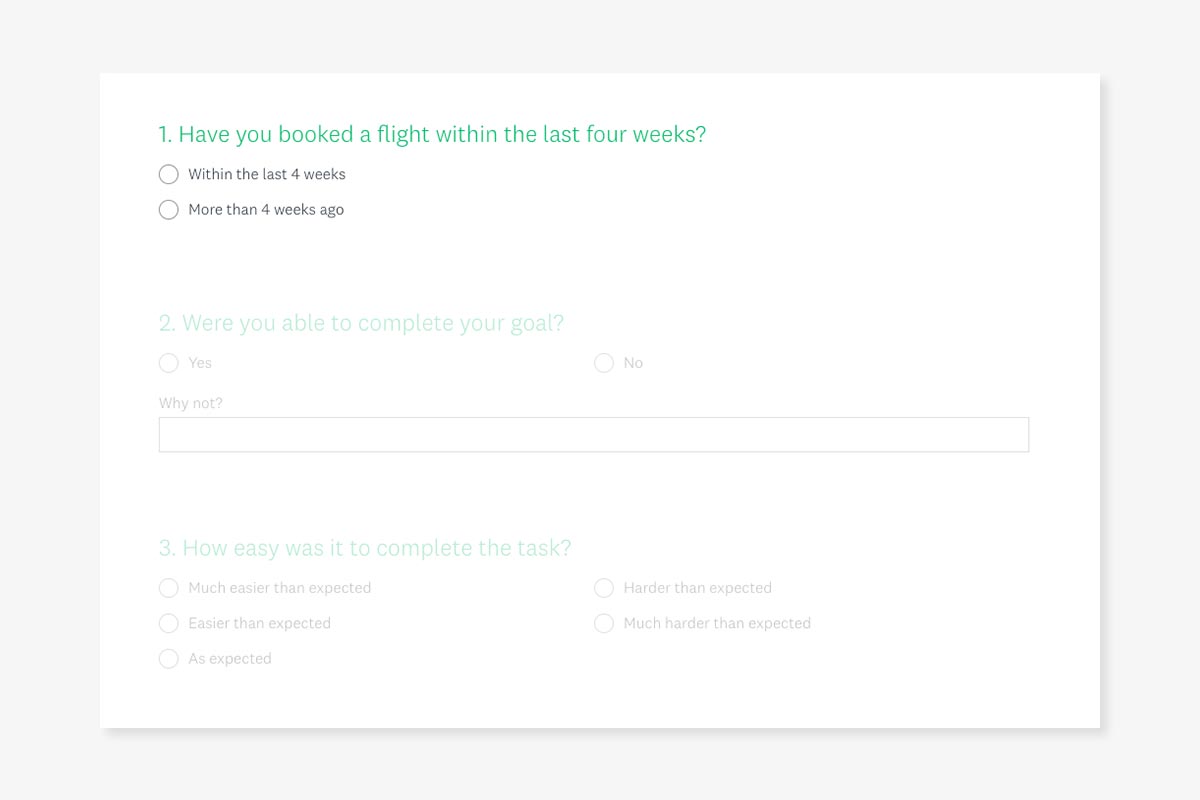 1. Have you booked a flight within the last four weeks?
Within the last 4 weeks
More than 4 weeks ago
2. Were you able to complete your goal?
Yes
No
Why not?
3. How easy was it to complete the task?
Much easier than expected
Harder than expected
Easier than expected
Much harder than expected
As expected